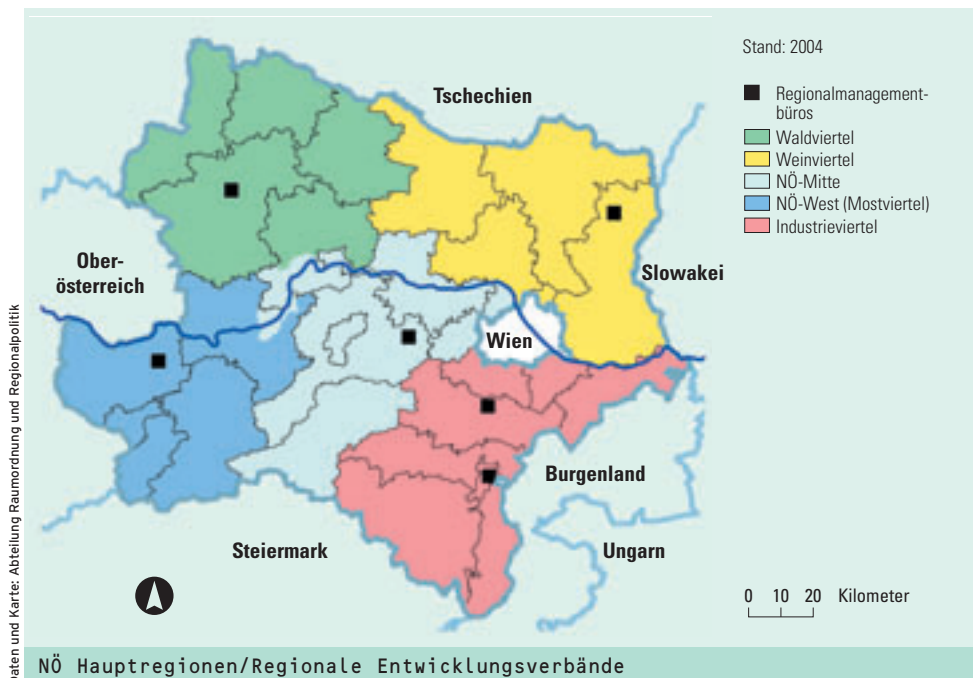 Tschechien
Ober-
österreich
Slowakei
Wien
Burgenland
Steiermark
Ungarn
Stand: 2004
Regionalmanagement-
büros
Waldviertel
Weinviertel
NÖ-Mitte
NÖ-West (Mostviertel)
Industrieviertel
0 10 20 Kilometer
Daten und Karte: Abteilung Raumordnung und Regionalpolitik
NÖ Hauptregionen/Regionale Entwicklungsverbände